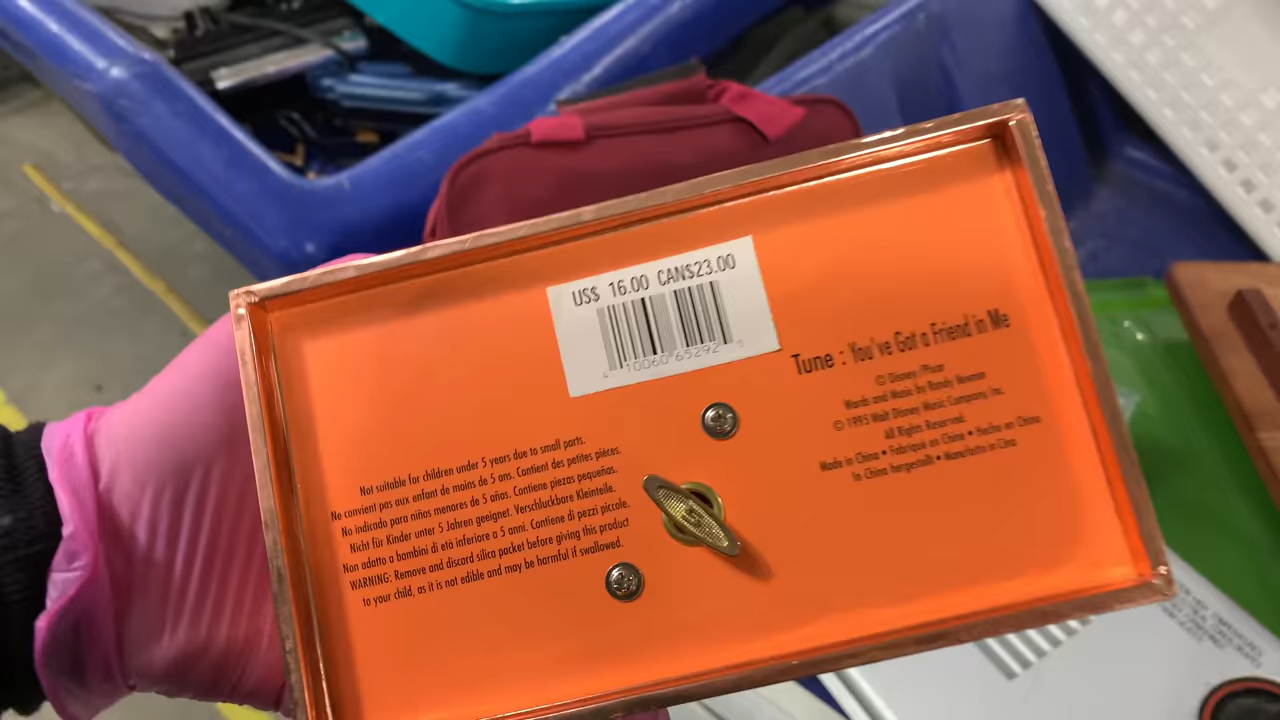 US$ 16.00 CAN$23.00
4 10060 65292 5
Tune : You've Got a Friend in Me
© Disney/Pixar
Words and Music by Randy Newman
© 1995 Walt Disney Music Company, Inc.
All Rights Reserved.
Made in China • Fabriqué en Chine • Hecho en China
In China hergestellt • Manufatto in Cina
Not suitable for children under 5 years due to small parts.
Ne convient pas aux enfant de moins de 5 ans. Contient des petites pièces.
No indicado para niños menores de 5 años. Contiene piezas pequeñas.
Nicht für Kinder unter 5 Jahren geeignet. Verschluckbare Kleinteile.
Non adatto a bambini di età inferiore a 5 anni. Contiene di pezzi piccole.
WARNING: Remove and discard silica packet before giving this product
to your child, as it is not edible and may be harmful if swallowed.